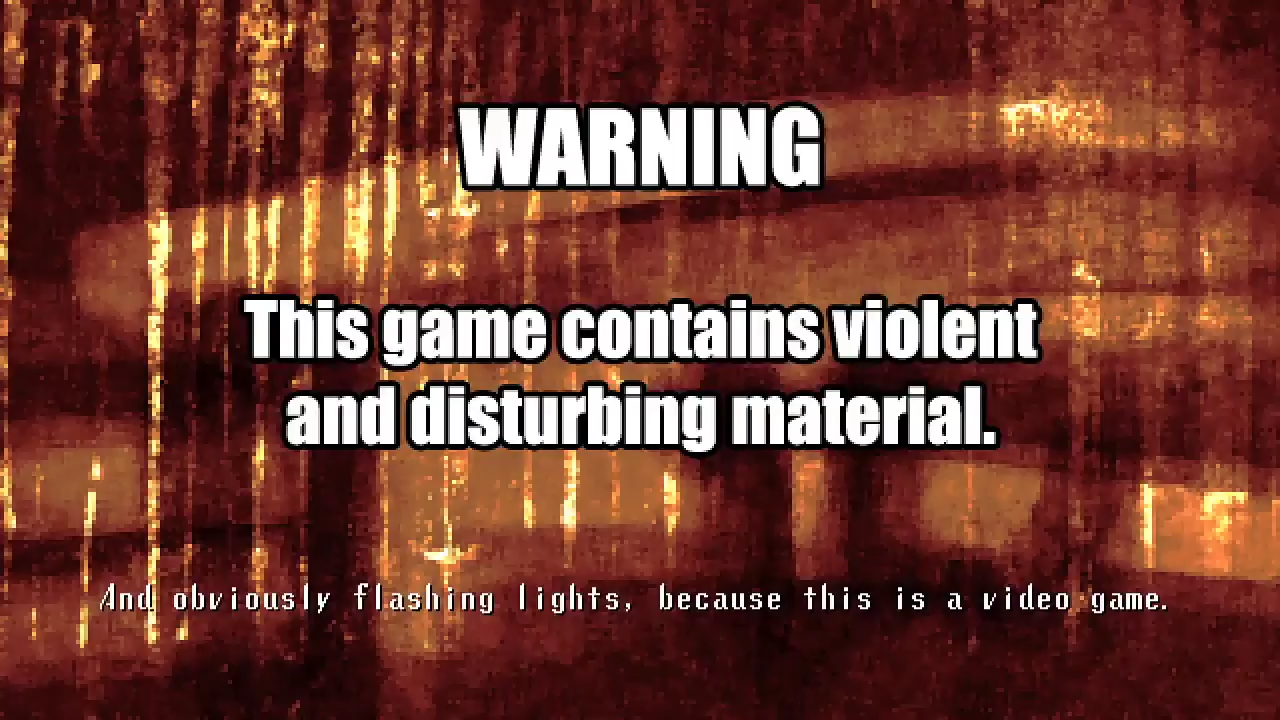 WARNING
This game contains violent
and disturbing material.
And obviously flashing lights, because this is a video game.